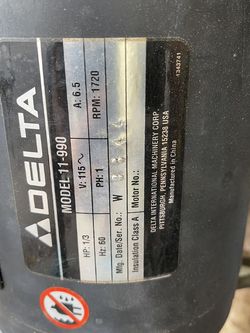 DELTA
MODEL 11-990
V: 115~ A: 6.5
HP: 1/3 PH: 1 RPM: 1720
Hz: 60
Mfg. Date/Ser. No.: W
Insulation Class A Motor No.:
DELTA INTERNATIONAL MACHINERY CORP.
PITTSBURGH, PENNSYLVANIA 15238 USA
Manufactured in China
1343741